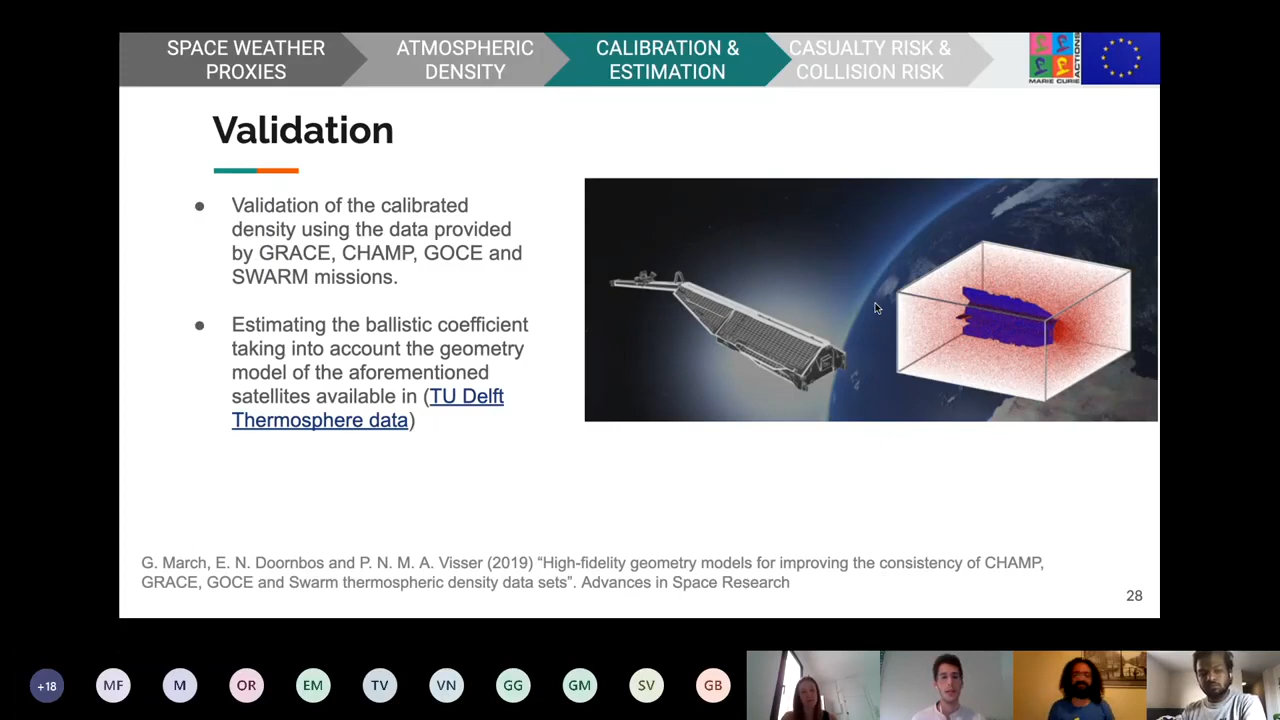 SPACE WEATHER
PROXIES
ATMOSPHERIC
DENSITY
CALIBRATION &
ESTIMATION
CASUALTY RISK &
COLLISION RISK
MARIE CURIE
ACTIONS
Validation
● Validation of the calibrated
density using the data provided
by GRACE, CHAMP, GOCE and
SWARM missions.
● Estimating the ballistic coefficient
taking into account the geometry
model of the aforementioned
satellites available in (TU Delft
Thermosphere data)
G. March, E. N. Doornbos and P. N. M. A. Visser (2019) “High-fidelity geometry models for improving the consistency of CHAMP,
GRACE, GOCE and Swarm thermospheric density data sets”. Advances in Space Research
28
+18
MF
M
OR
EM
TV
VN
GG
GM
SV
GB